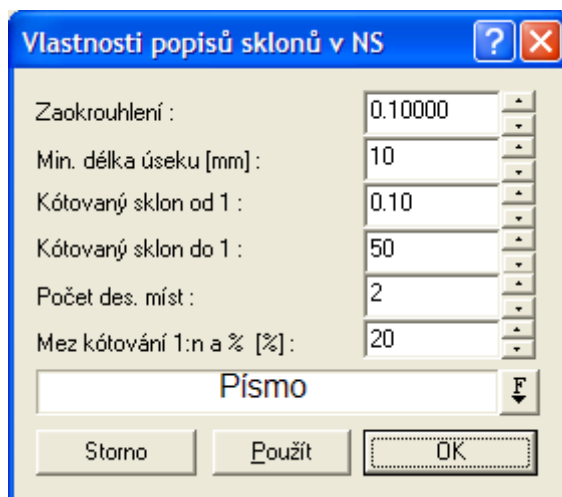 Vlastnosti popisů sklonů v NS ?
Zaokrouhlení : 0.10000
Min. délka úseku [mm] : 10
Kótovaný sklon od 1 : 0.10
Kótovaný sklon do 1 : 50
Počet des. míst : 2
Mez kótování 1:n a % [%] : 20
Písmo F
Storno Použít OK